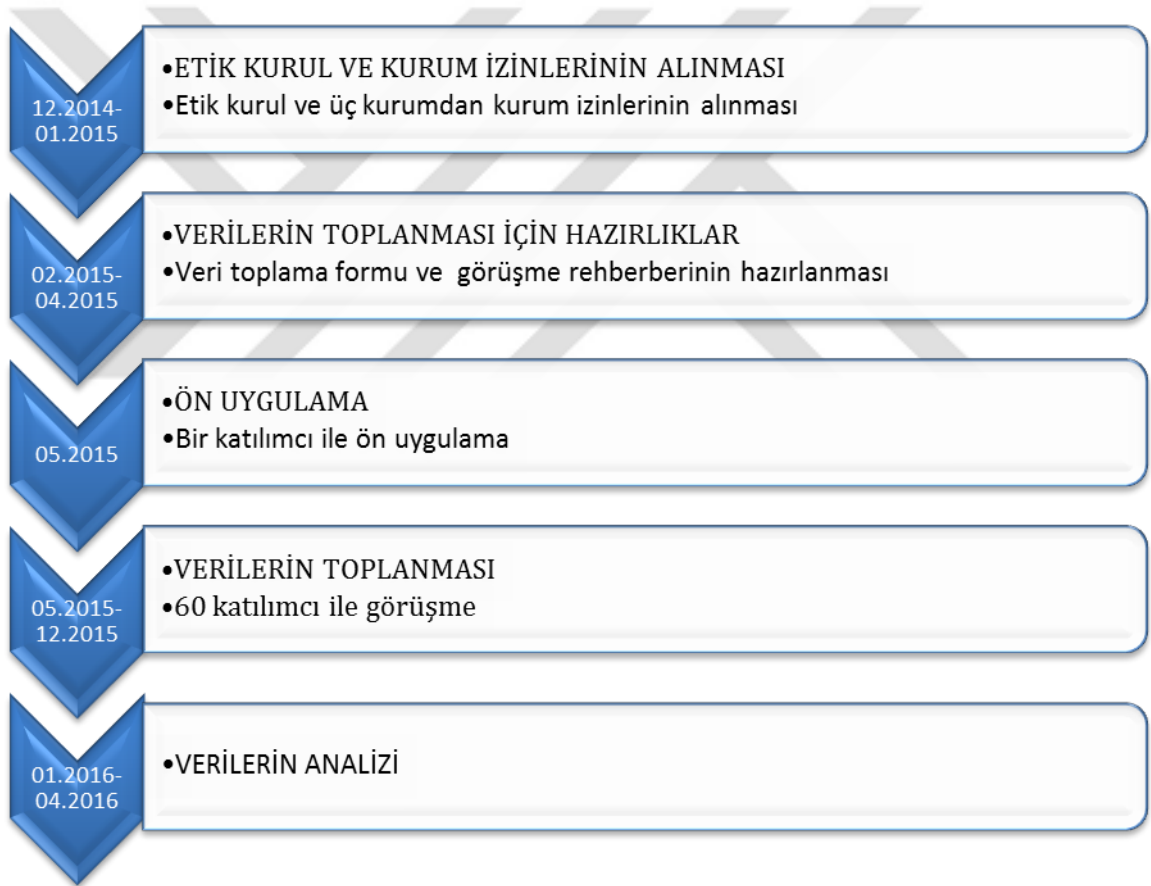 12.2014-
01.2015
•ETİK KURUL VE KURUM İZİNLERİNİN ALINMASI
•Etik kurul ve üç kurumdan kurum izinlerinin alınması
02.2015-
04.2015
•VERİLERİN TOPLANMASI İÇİN HAZIRLIKLAR
•Veri toplama formu ve görüşme rehberberinin hazırlanması
05.2015
•ÖN UYGULAMA
•Bir katılımcı ile ön uygulama
05.2015-
12.2015
•VERİLERİN TOPLANMASI
•60 katılımcı ile görüşme
01.2016-
04.2016
•VERİLERİN ANALİZİ